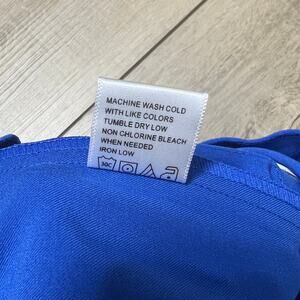 MACHINE WASH COLD
WITH LIKE COLORS
TUMBLE DRY LOW
NON CHLORINE BLEACH
WHEN NEEDED
IRON LOW
30C